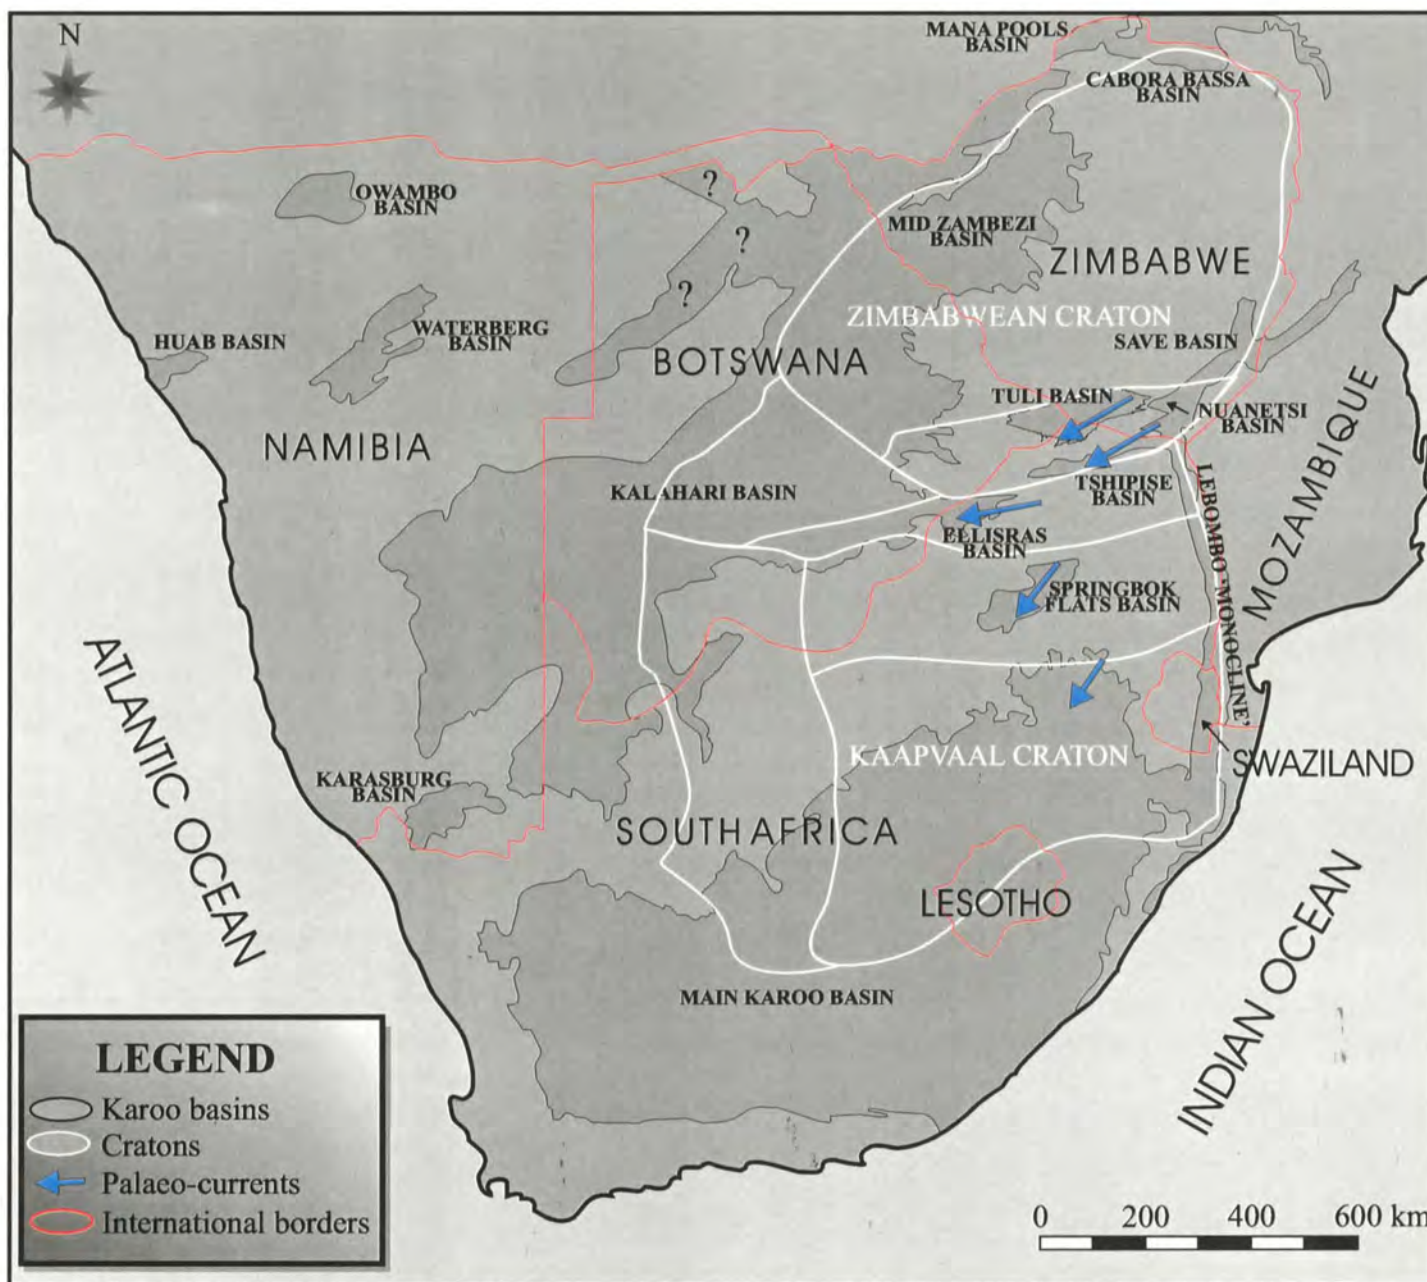 N
MANA POOLS
BASIN
CABORA BASSA
BASIN
OWAMBO
BASIN
?
?
?
MID ZAMBEZI
BASIN
ZIMBABWE
ZIMBABWEAN CRATON
HUAB BASIN
WATERBERG
BASIN
SAVE BASIN
BOTSWANA
TULI BASIN
NUANETSI
BASIN
NAMIBIA
KALAHARI BASIN
TSHIPISE
BASIN
LEBOMBO 'MONOCLINE'
MOZAMBIQUE
ELLISRAS
BASIN
SPRINGBOK
FLATS BASIN
ATLANTIC OCEAN
KAAPVAAL CRATON
SWAZILAND
KARASBURG
BASIN
SOUTH AFRICA
LESOTHO
INDIAN OCEAN
MAIN KAROO BASIN
LEGEND
Karoo basins
Cratons
Palaeo-currents
International borders
0 200 400 600 km